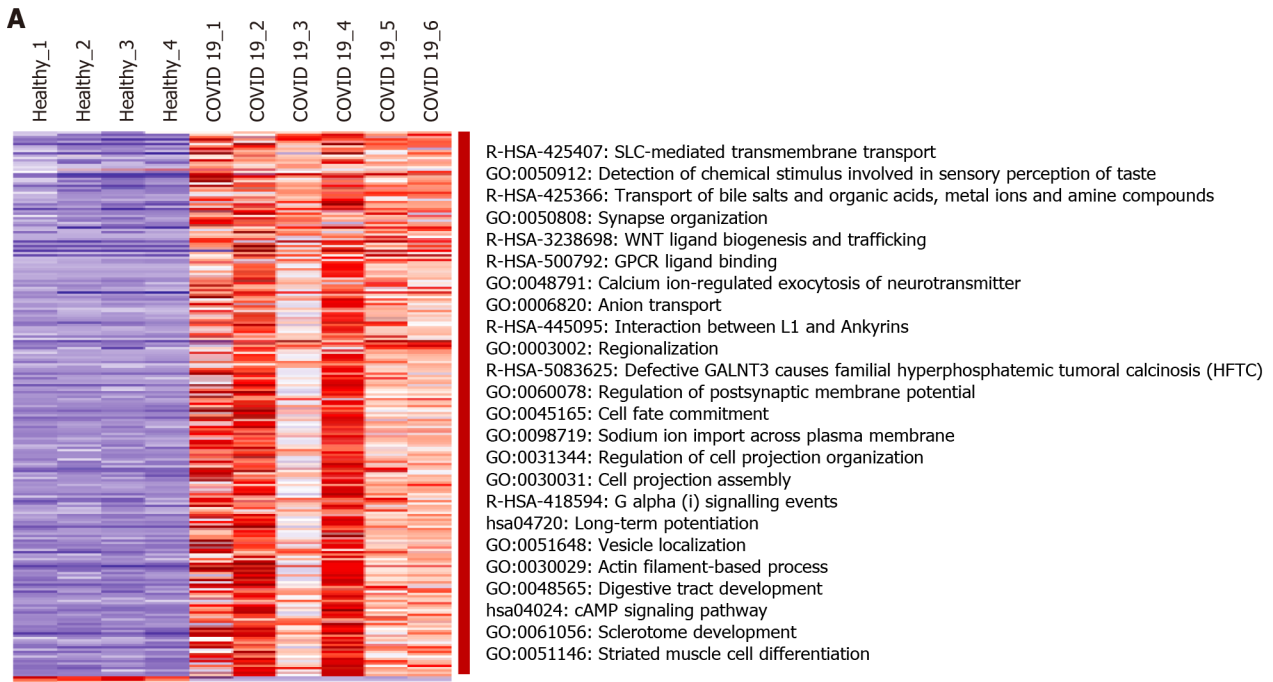 A
Healthy_1
Healthy_2
Healthy_3
Healthy_4
COVID 19_1
COVID 19_2
COVID 19_3
COVID 19_4
COVID 19_5
COVID 19_6
R-HSA-425407: SLC-mediated transmembrane transport
GO:0050912: Detection of chemical stimulus involved in sensory perception of taste
R-HSA-425366: Transport of bile salts and organic acids, metal ions and amine compounds
GO:0050808: Synapse organization
R-HSA-3238698: WNT ligand biogenesis and trafficking
R-HSA-500792: GPCR ligand binding
GO:0048791: Calcium ion-regulated exocytosis of neurotransmitter
GO:0006820: Anion transport
R-HSA-445095: Interaction between L1 and Ankyrins
GO:0003002: Regionalization
R-HSA-5083625: Defective GALNT3 causes familial hyperphosphatemic tumoral calcinosis (HFTC)
GO:0060078: Regulation of postsynaptic membrane potential
GO:0045165: Cell fate commitment
GO:0098719: Sodium ion import across plasma membrane
GO:0031344: Regulation of cell projection organization
GO:0030031: Cell projection assembly
R-HSA-418594: G alpha (i) signalling events
hsa04720: Long-term potentiation
GO:0051648: Vesicle localization
GO:0030029: Actin filament-based process
GO:0048565: Digestive tract development
hsa04024: cAMP signaling pathway
GO:0061056: Sclerotome development
GO:0051146: Striated muscle cell differentiation